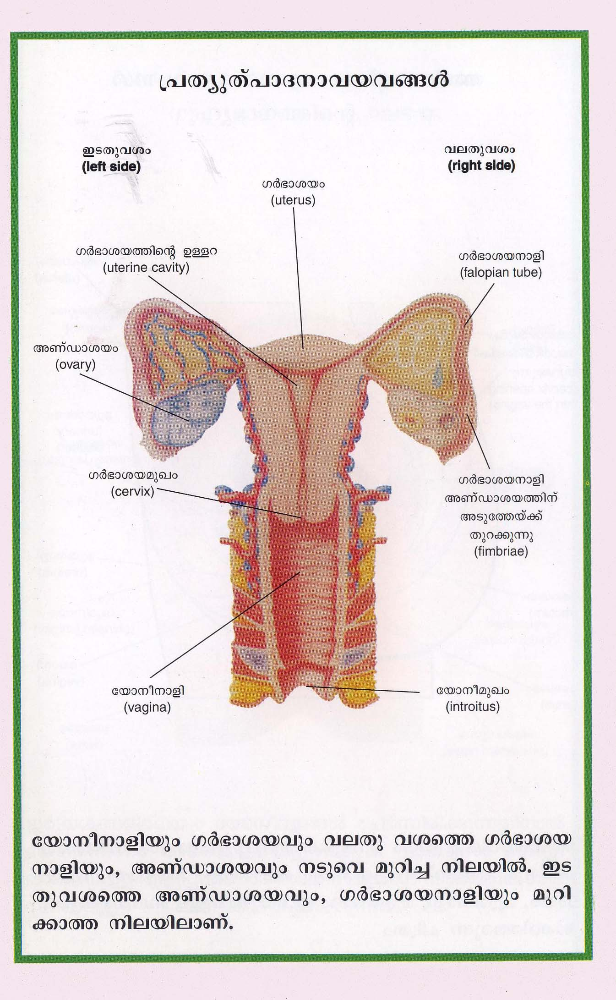 പ്രത്യുത്പാദനാവയവങ്ങൾ
ഇടതുവശം
(left side)
വലതുവശം
(right side)
ഗർഭാശയം
(uterus)
ഗർഭാശയത്തിന്റെ ഉള്ളറ
(uterine cavity)
ഗർഭാശയനാളി
(falopian tube)
അണ്ഡാശയം
(ovary)
ഗർഭാശയമുഖം
(cervix)
ഗർഭാശയനാളി
അണ്ഡാശയത്തിന്
അടുത്തേയ്ക്ക്
തുറക്കുന്നു
(fimbriae)
യോനീനാളി
(vagina)
യോനീമുഖം
(introitus)
യോനീനാളിയും ഗർഭാശയവും വലതു വശത്തെ ഗർഭാശയ
നാളിയും, അണ്ഡാശയവും നടുവെ മുറിച്ച നിലയിൽ. ഇട
തുവശത്തെ അണ്ഡാശയവും, ഗർഭാശയനാളിയും മുറി
ക്കാത്ത നിലയിലാണ്.